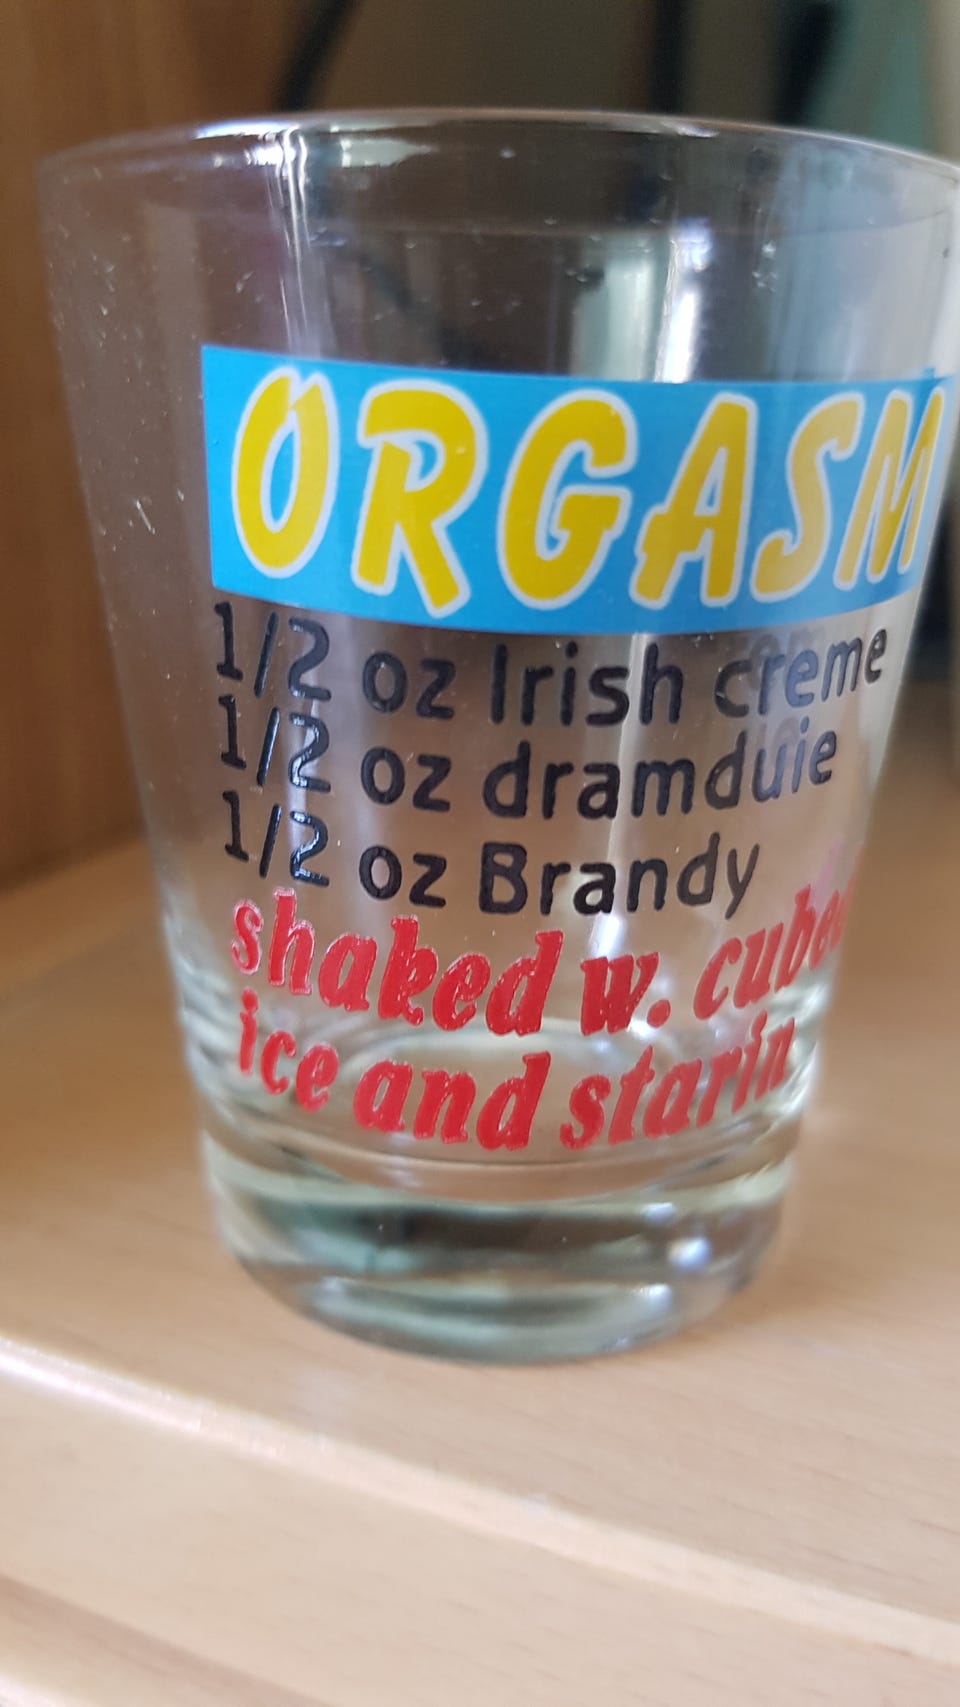 ORGASM
1/2 oz Irish creme
1/2 oz dramduie
1/2 oz Brandy
shaked w. cubed
ice and starin